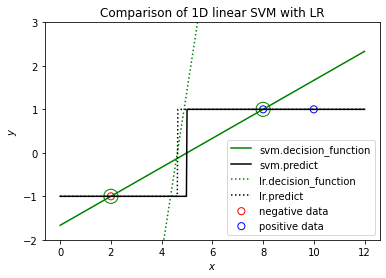 Comparison of 1D linear SVM with LR
3
2
1
0
−1
−2
y
0
2
4
6
8
10
12
x
svm.decision_function
svm.predict
lr.decision_function
lr.predict
negative data
positive data